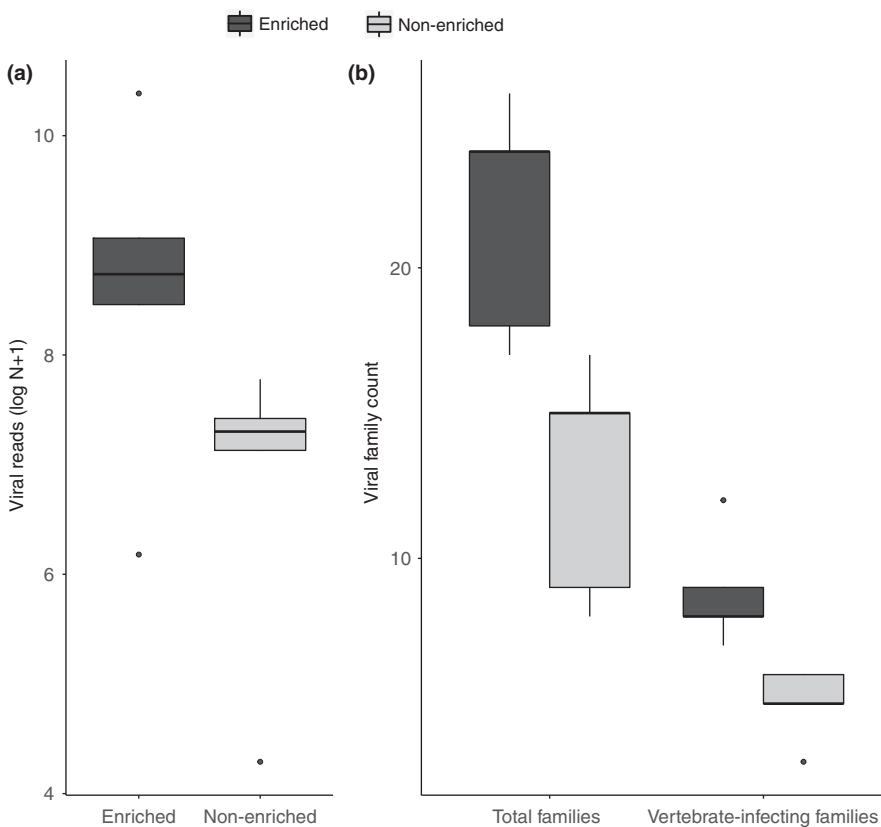 Enriched
Non-enriched
(a)
10
8
6
4
Viral reads (log N+1)
Enriched
Non-enriched
(b)
20
10
Viral family count
Total families
Vertebrate-infecting families